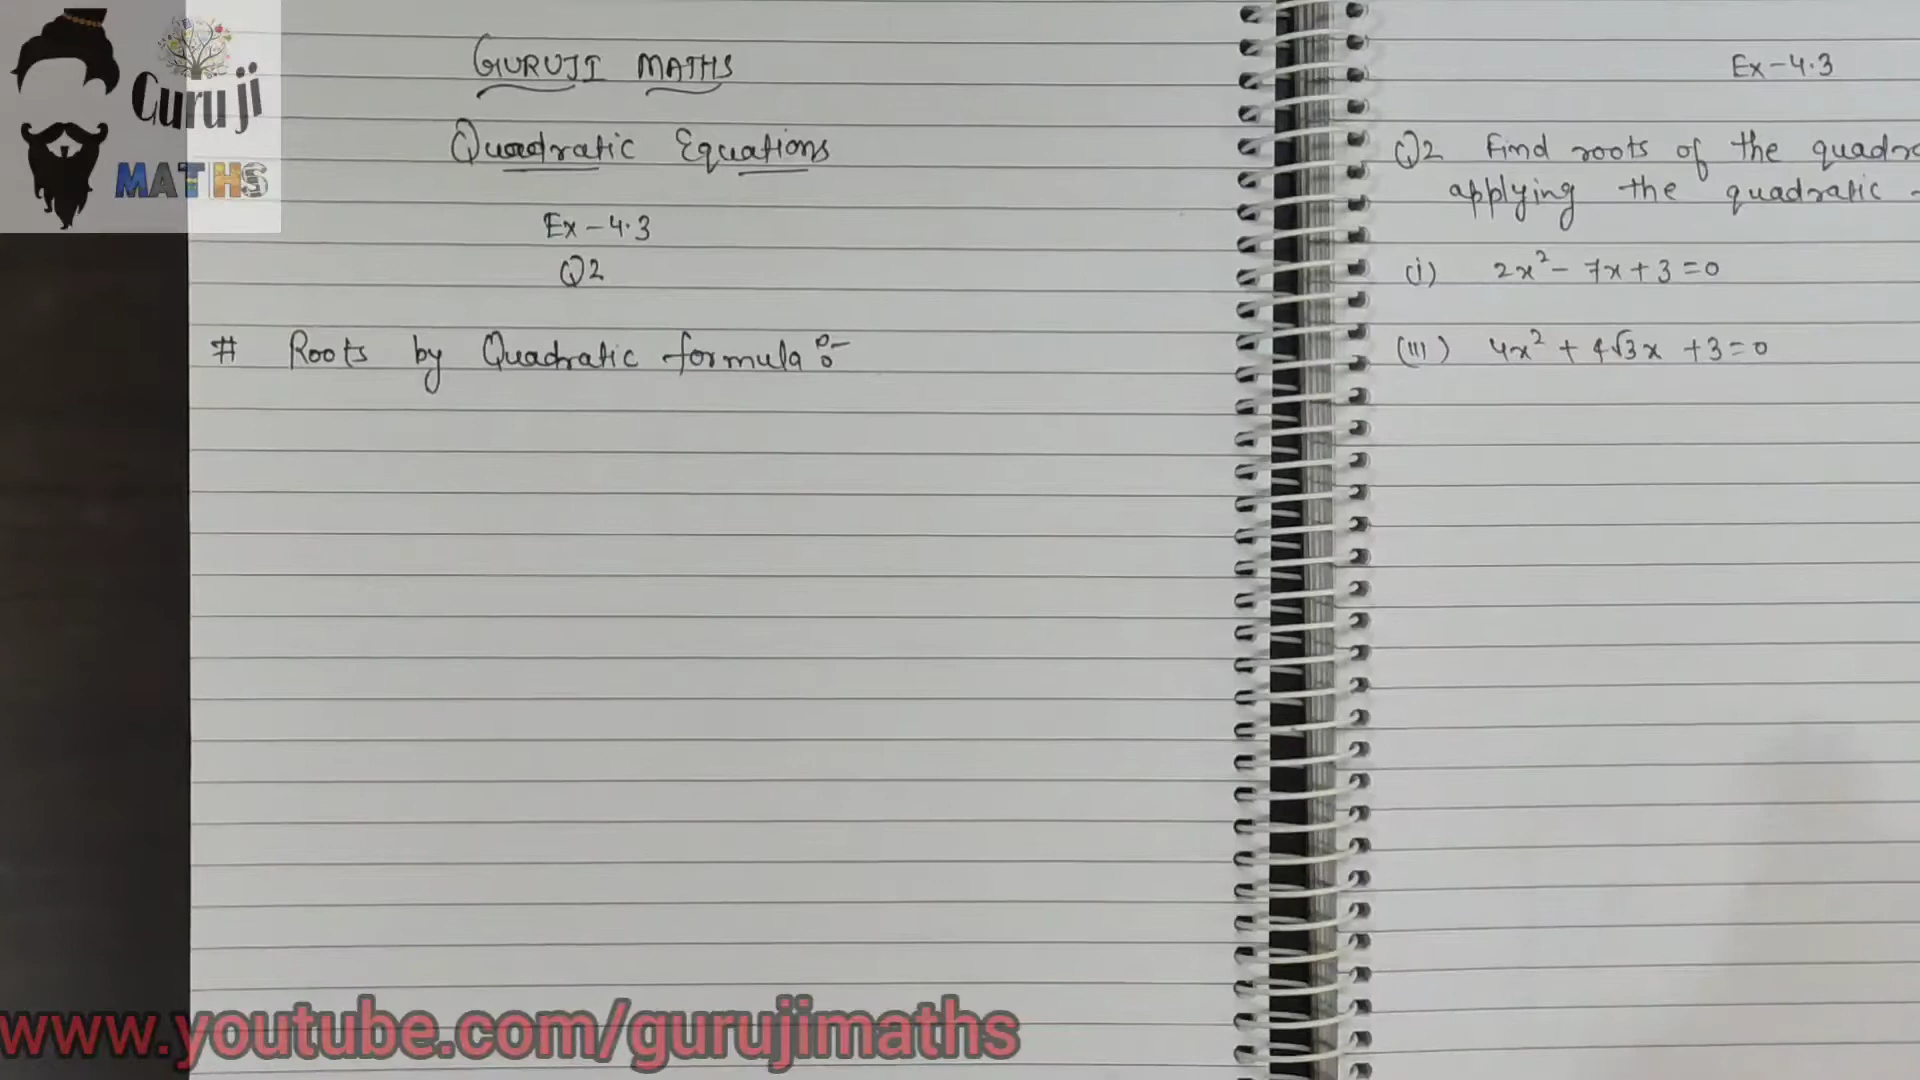 Guruji
MATHS
GURUJI MATHS
Quadratic Equations
Ex-4.3
Q2
# Roots by Quadratic formula :-
Ex-4.3
Q2 Find roots of the quadra
applying the quadratic
(i) 2x² - 7x + 3 = 0
(III) 4x² + 4√3x + 3 = 0
www.youtube.com/gurujimaths